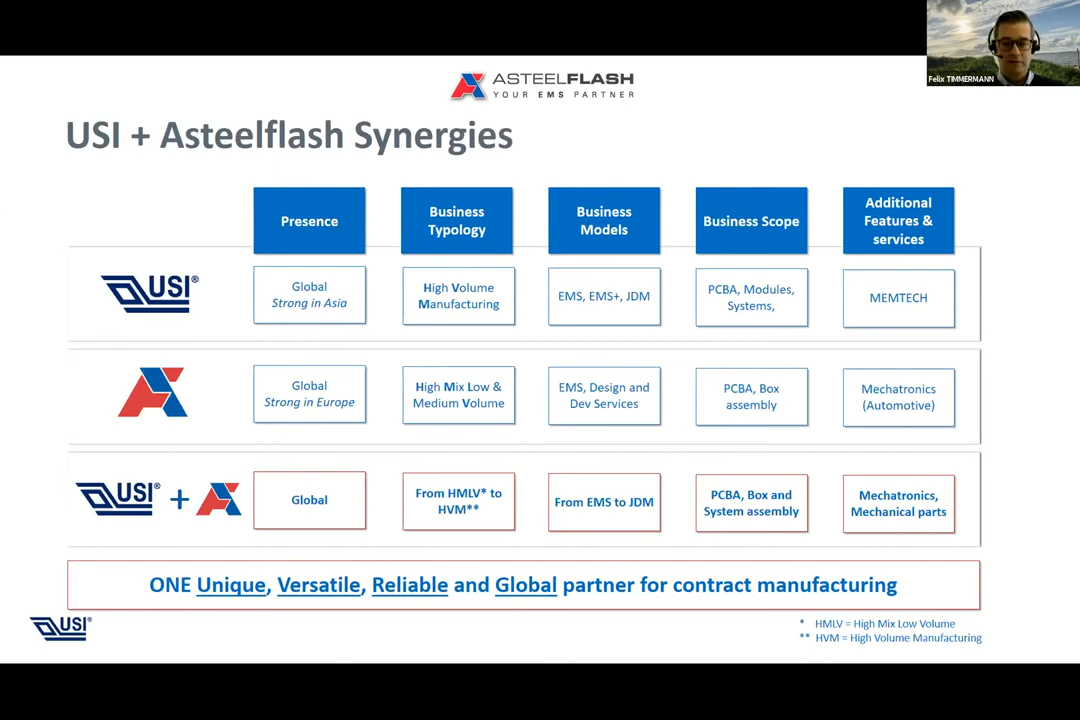 Felix TIMMERMANN
ASTEELFLASH
YOUR EMS PARTNER
USI + Asteelflash Synergies
Presence
Business
Typology
Business
Models
Business Scope
Additional
Features &
services
USI®
Global
Strong in Asia
High Volume
Manufacturing
EMS, EMS+, JDM
PCBA, Modules,
Systems,
MEMTECH
Global
Strong in Europe
High Mix Low &
Medium Volume
EMS, Design and
Dev Services
PCBA, Box
assembly
Mechatronics
(Automotive)
USI® +
Global
From HMLV* to
HVM**
From EMS to JDM
PCBA, Box and
System assembly
Mechatronics,
Mechanical parts
ONE Unique, Versatile, Reliable and Global partner for contract manufacturing
USI®
* HMLV = High Mix Low Volume
** HVM = High Volume Manufacturing